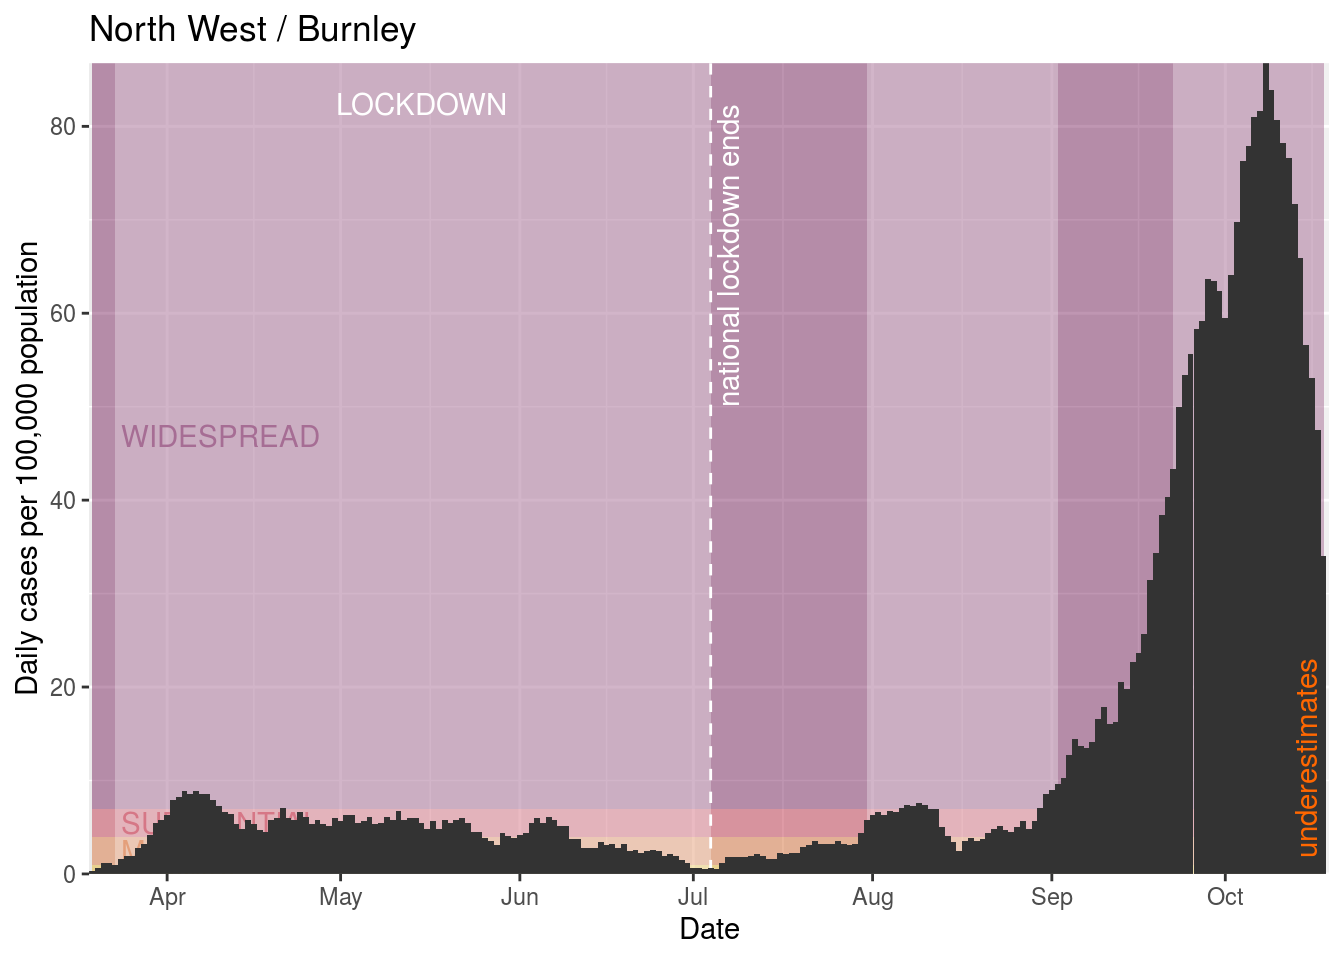 North West / Burnley
LOCKDOWN
national lockdown ends
WIDESPREAD
underestimates
Daily cases per 100,000 population
80
60
40
20
0
Apr
May
Jun
Jul
Aug
Sep
Oct
Date